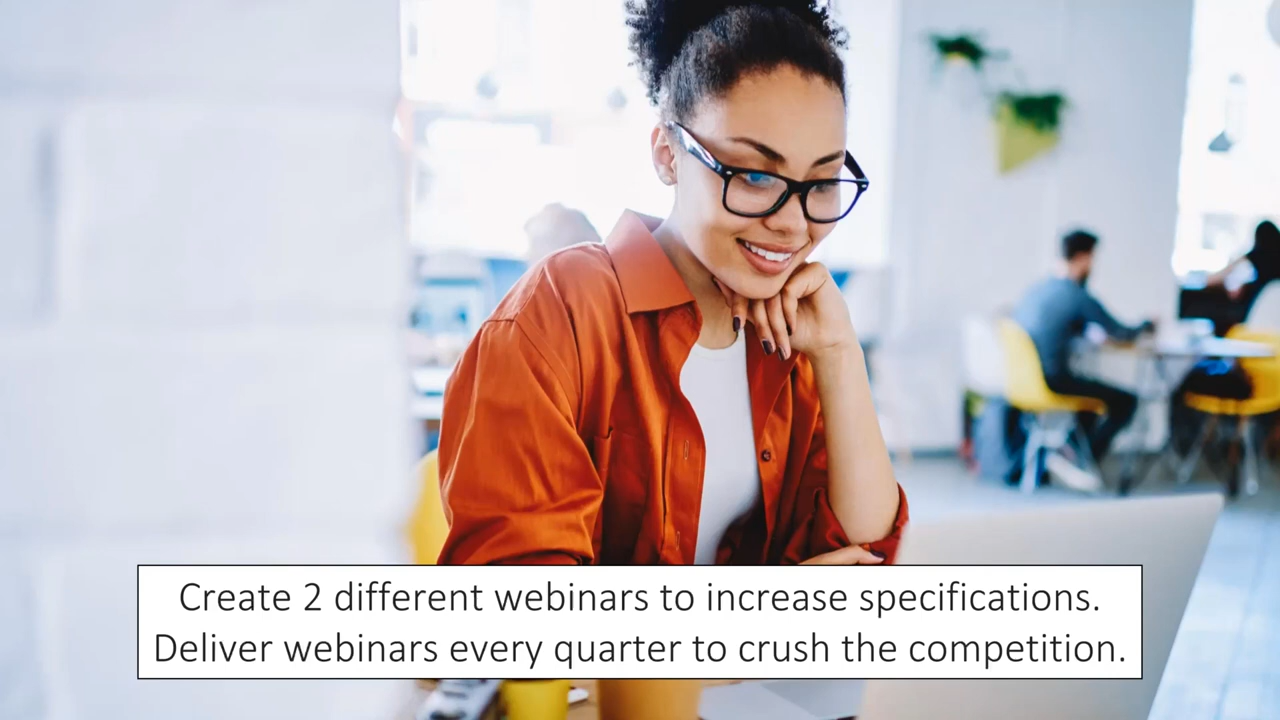 Create 2 different webinars to increase specifications.
Deliver webinars every quarter to crush the competition.